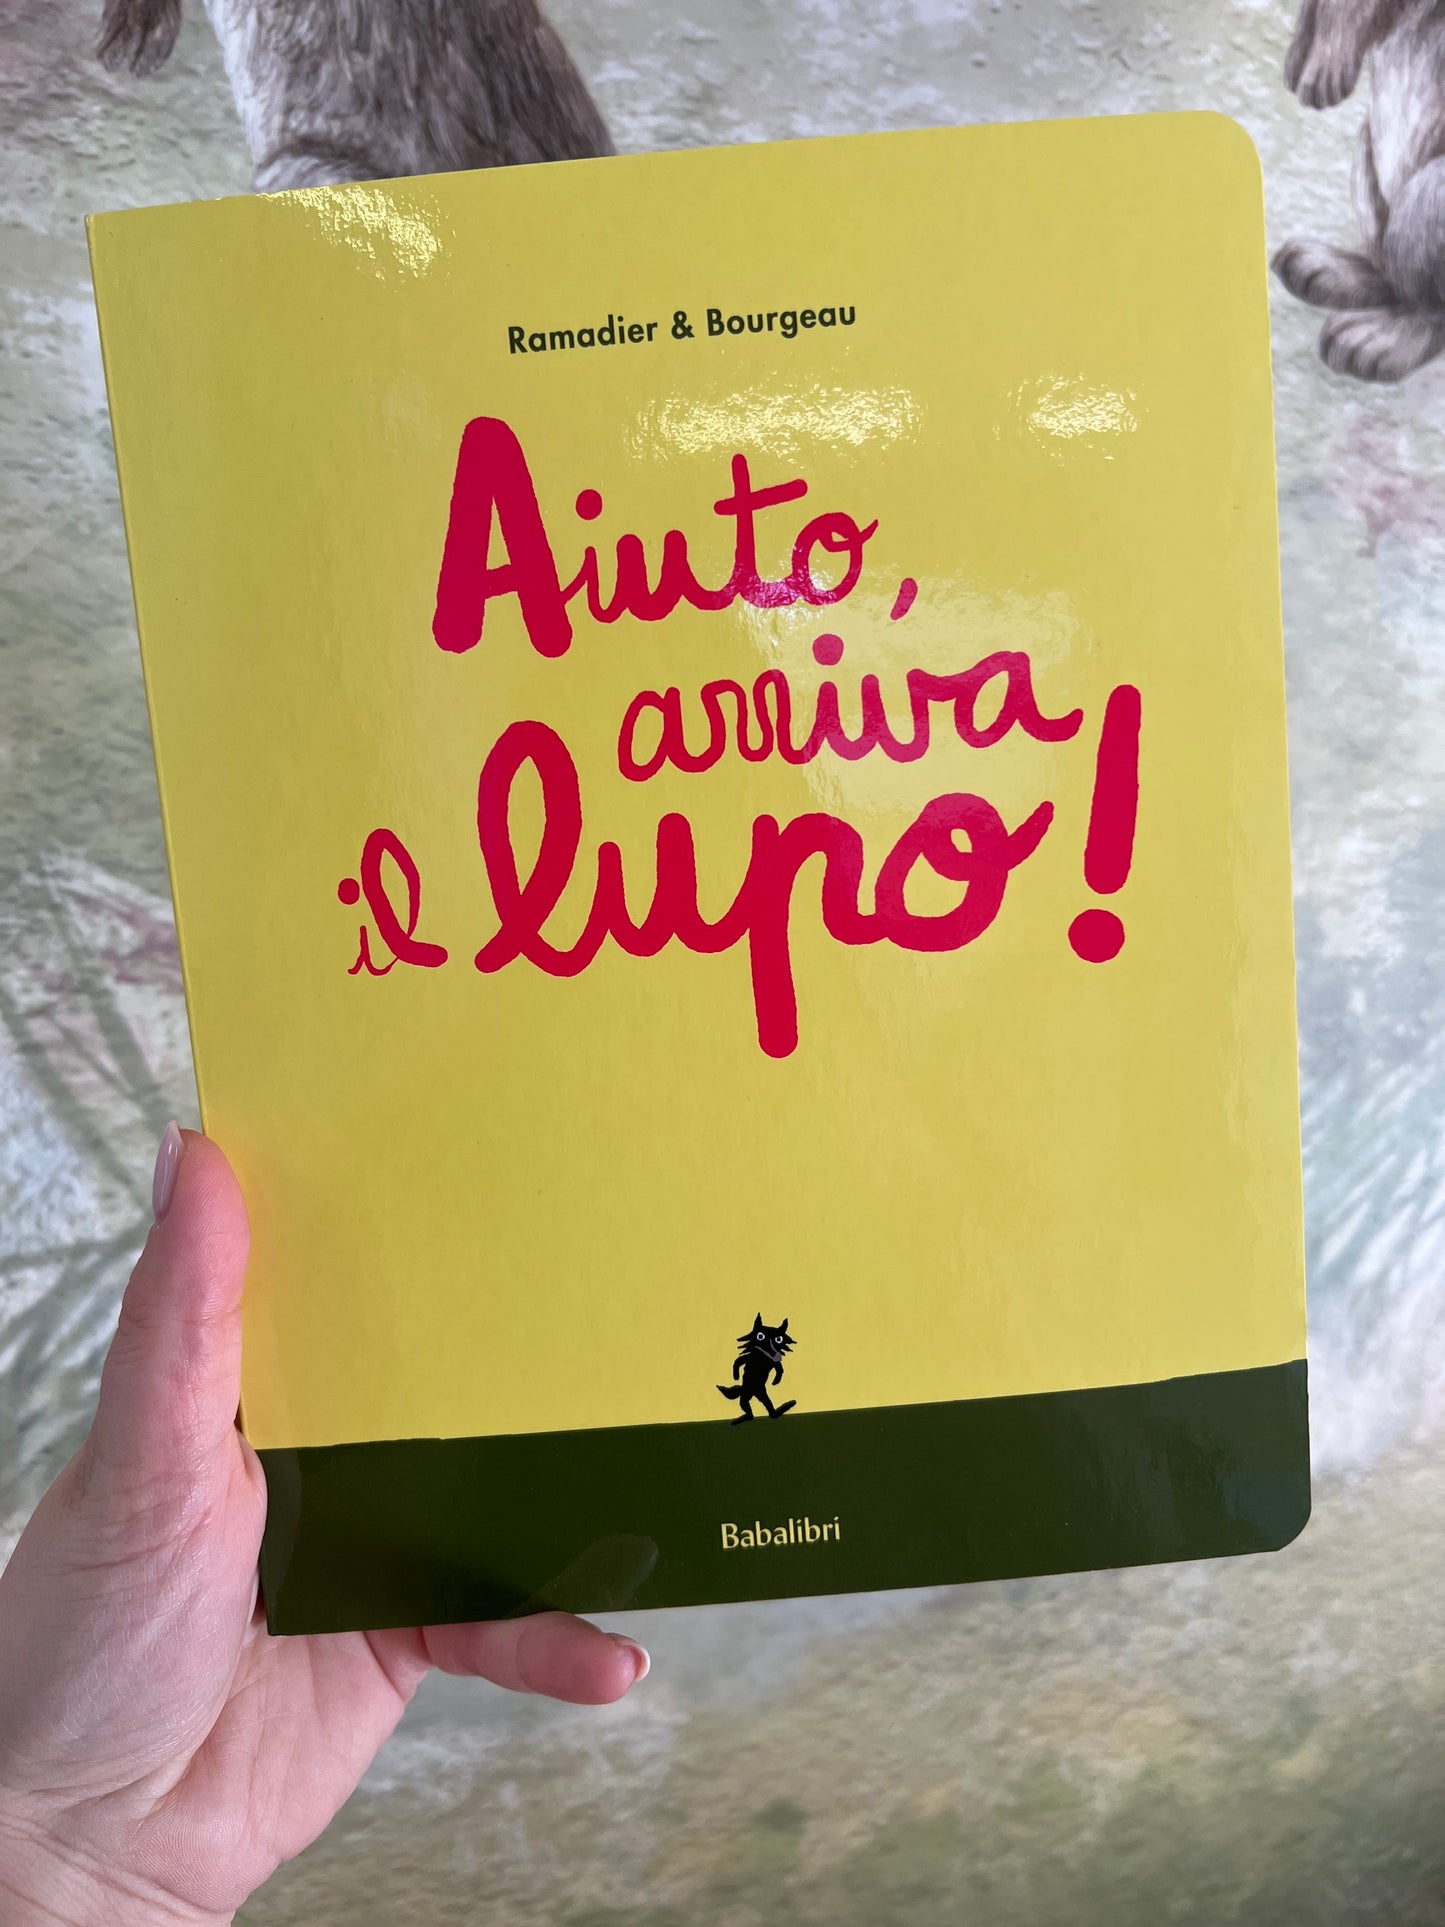 Ramadier & Bourgeau
Aiuto,
arriva
il lupo!
Babalibri